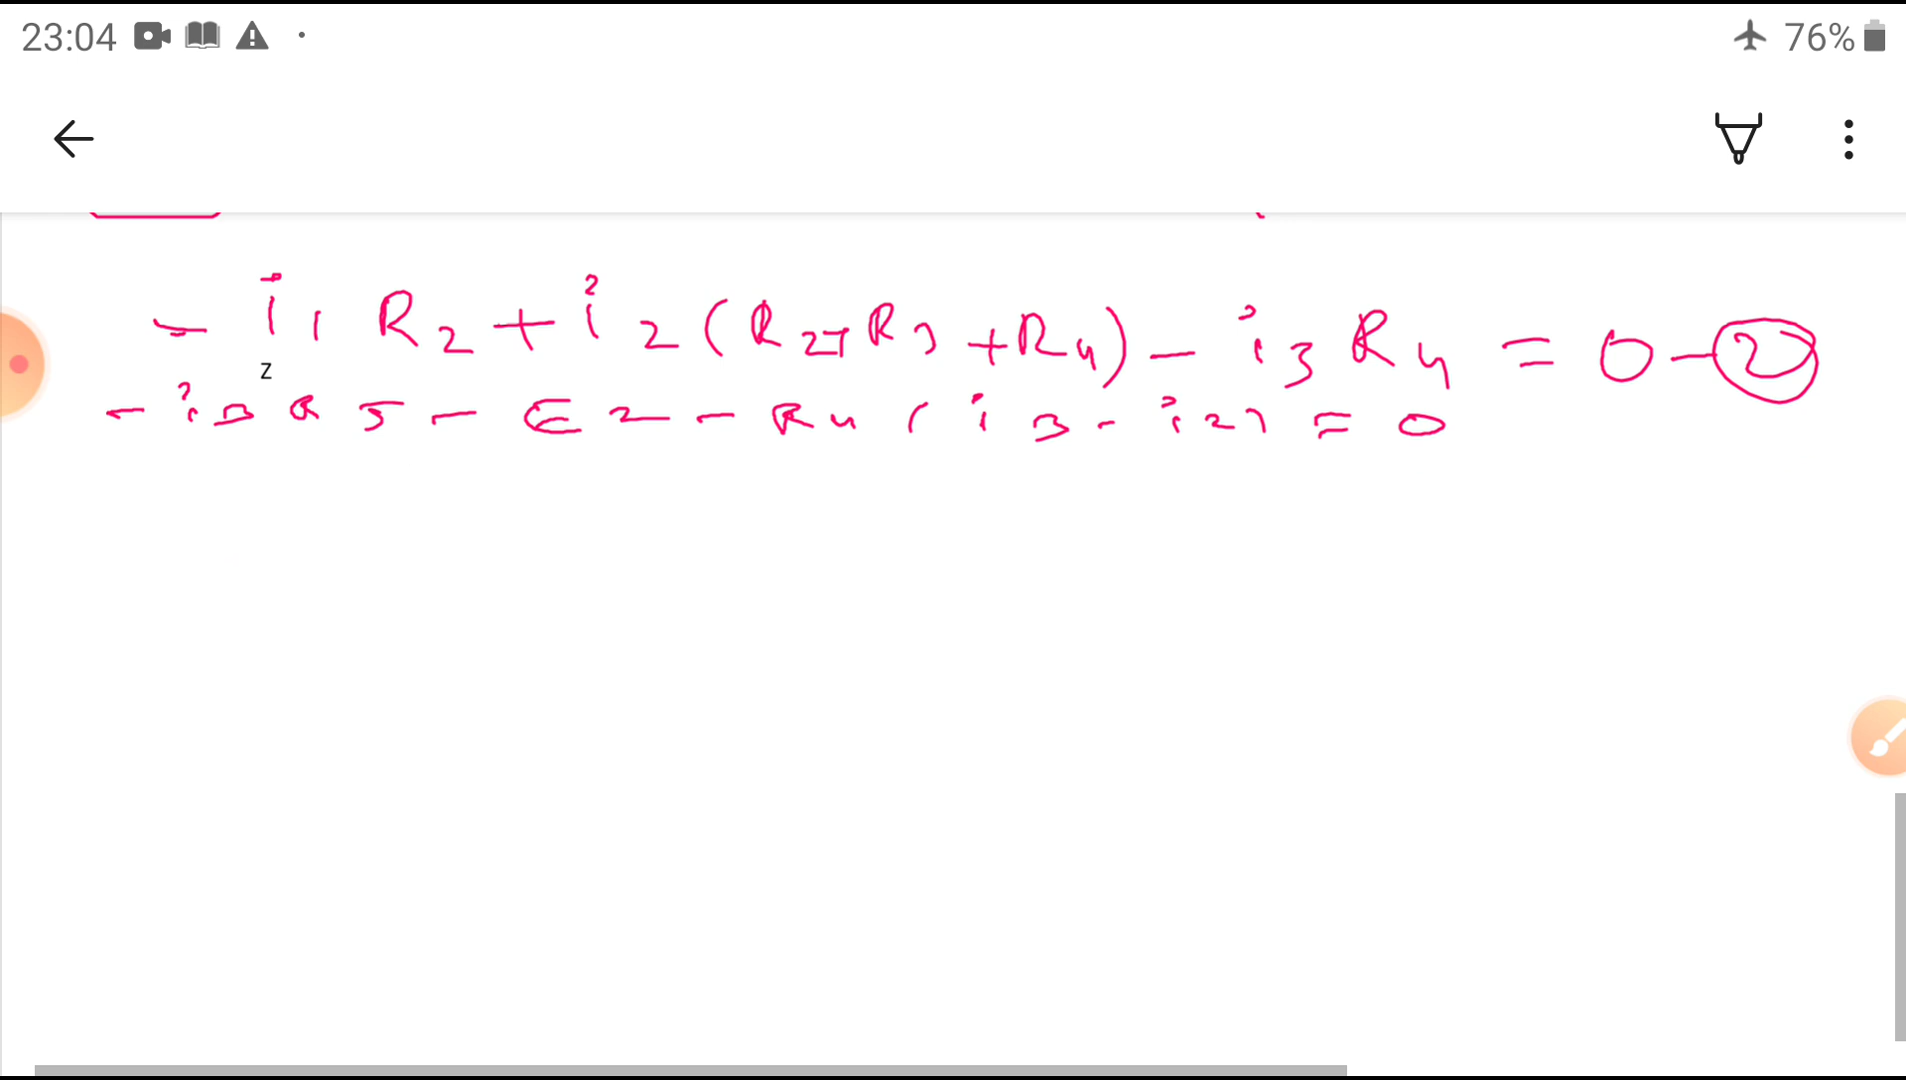 23:04 76%
- i1 R2 + i2 (R2+R3 +R4) - i3 R4 = 0 - 2
z
- i3 R5 - E2 - R4 (i3 - i2) = 0